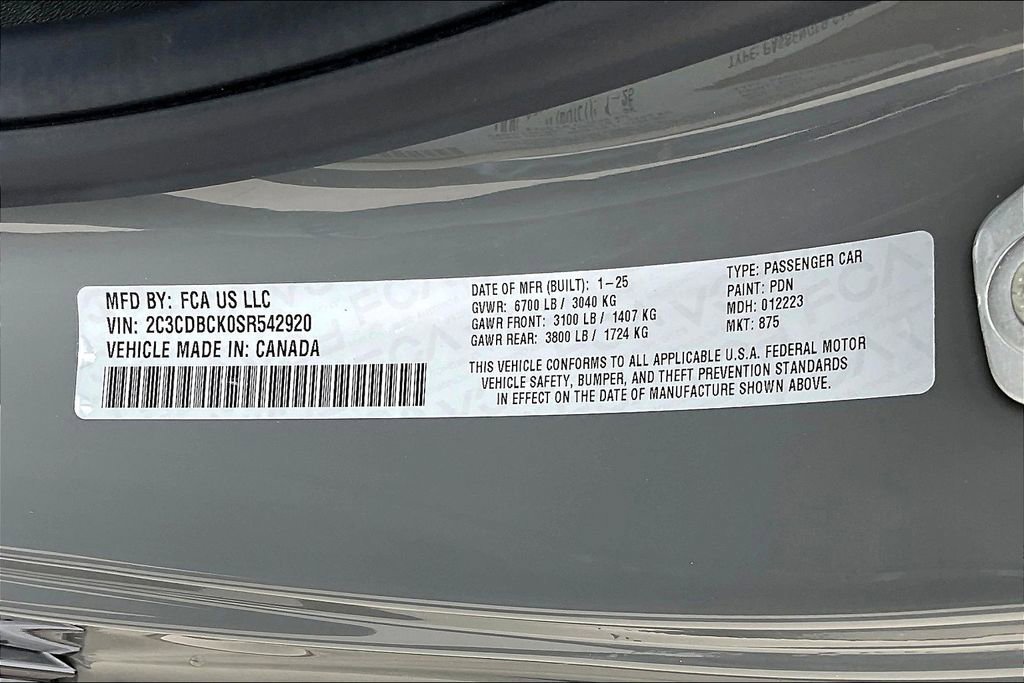 MFD BY: FCA US LLC
VIN: 2C3CDBCK0SR542920
VEHICLE MADE IN: CANADA
DATE OF MFR (BUILT): 1-25
GVWR: 6700 LB / 3040 KG
GAWR FRONT: 3100 LB / 1407 KG
GAWR REAR: 3800 LB / 1724 KG
TYPE: PASSENGER CAR
PAINT: PDN
MDH: 012223
MKT: 875
THIS VEHICLE CONFORMS TO ALL APPLICABLE U.S.A. FEDERAL MOTOR
VEHICLE SAFETY, BUMPER, AND THEFT PREVENTION STANDARDS
IN EFFECT ON THE DATE OF MANUFACTURE SHOWN ABOVE.